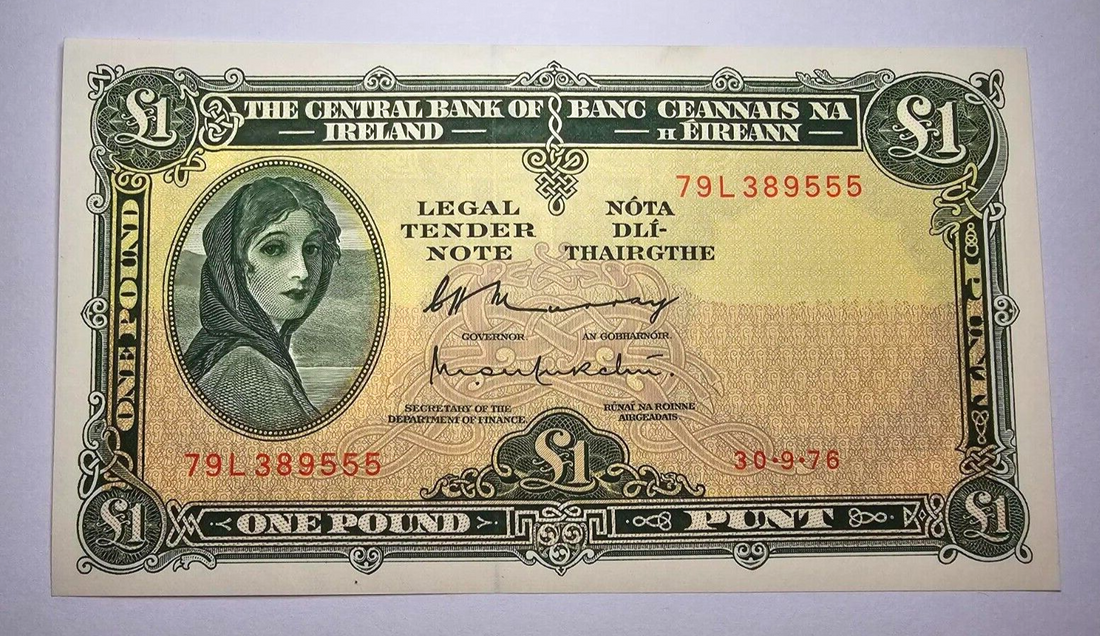 £1
THE CENTRAL BANK OF
IRELAND
BANC CEANNAIS NA
H ÉIREANN
£1
79L 389555
LEGAL
TENDER
NOTE
NÓTA
DLÍ-
THAIRGTHE
ONE POUND
PUNT
GOVERNOR
AN GOBHARNÓIR.
SECRETARY OF THE
DEPARTMENT OF FINANCE.
RÚNAÍ NA ROINNE
AIRGEADAIS.
79L 389555
£1
30·9·76
£1
ONE POUND
PUNT
£1